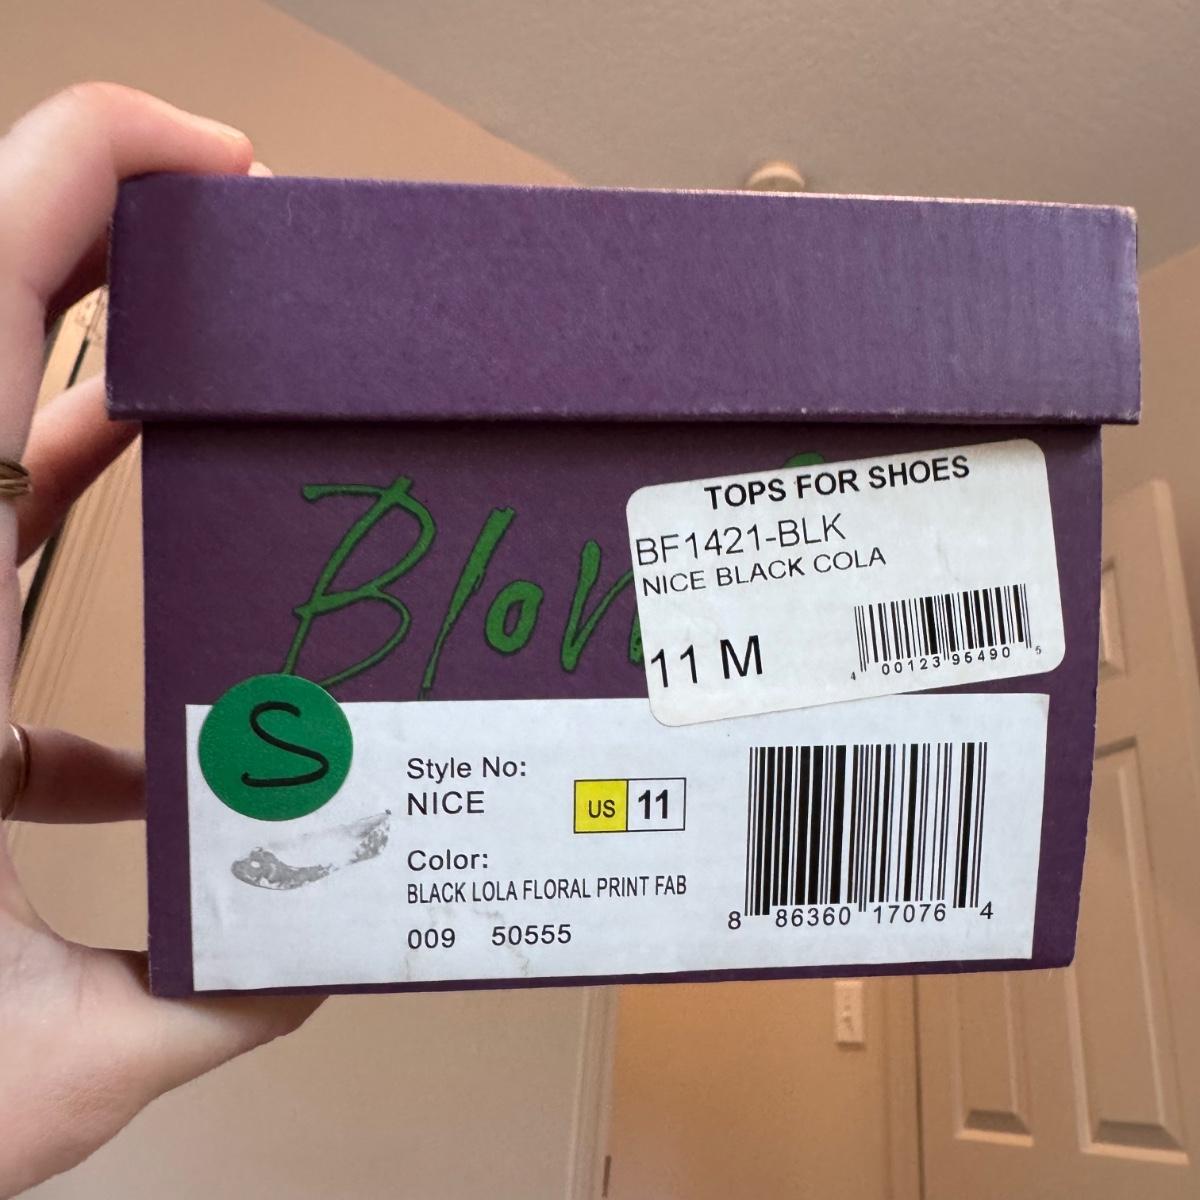 TOPS FOR SHOES
BF1421-BLK
NICE BLACK COLA
11 M
4 00123 95490 5
S
Style No:
NICE
US 11
Color:
BLACK LOLA FLORAL PRINT FAB
009 50555
8 86360 17076 4